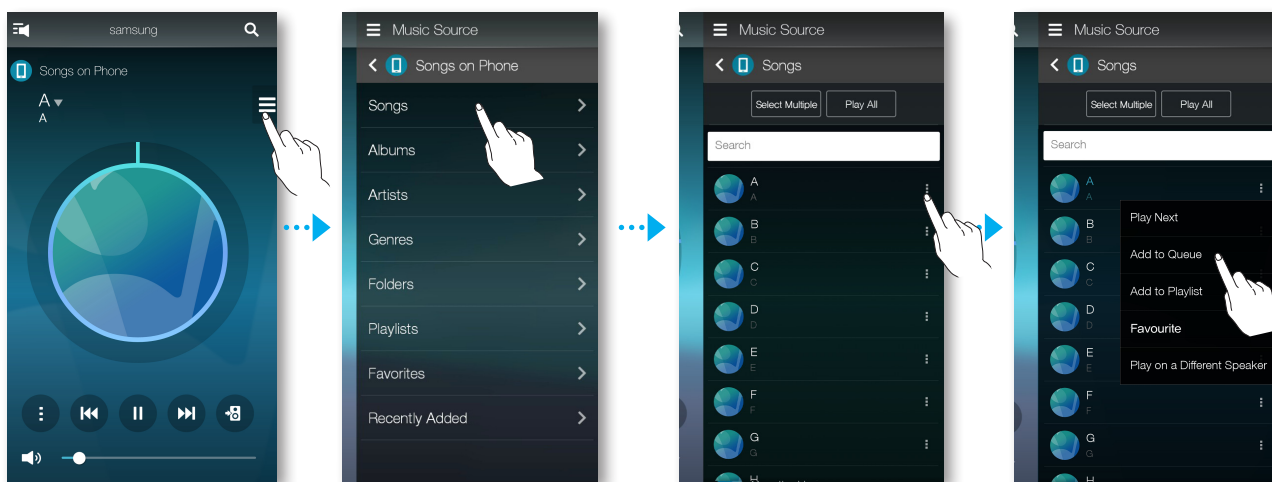 samsung
Songs on Phone
A
A
Music Source
Songs on Phone
Songs
Albums
Artists
Genres
Folders
Playlists
Favorites
Recently Added
Music Source
Songs
Select Multiple
Play All
Search
A
A
B
B
C
C
D
D
E
E
F
F
G
G
H
Music Source
Songs
Select Multiple
Play All
Search
A
A
B
B
C
C
D
D
E
E
F
F
G
G
H
Play Next
Add to Queue
Add to Playlist
Favourite
Play on a Different Speaker